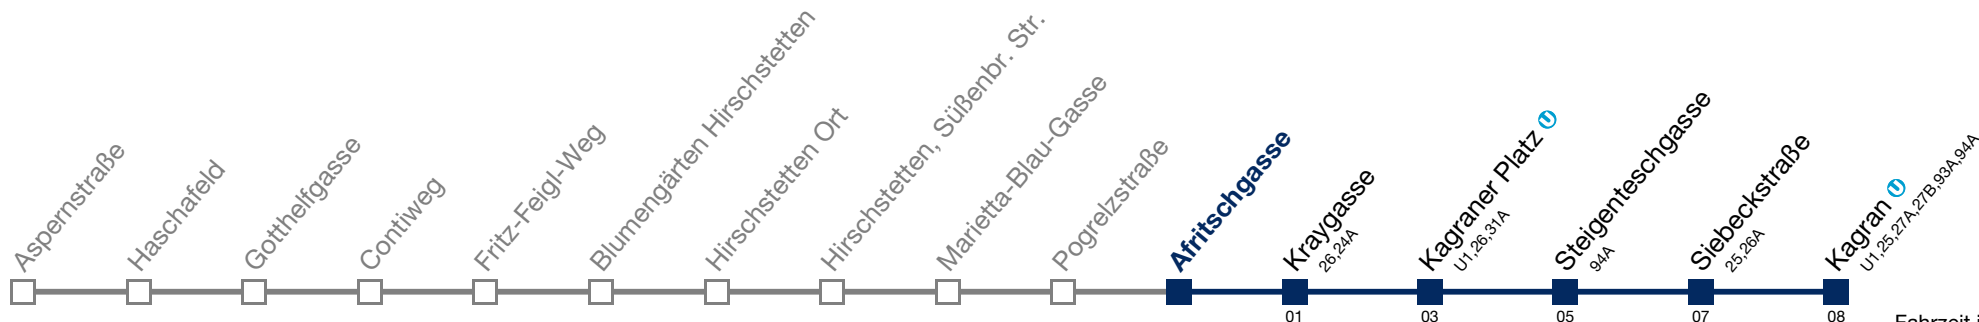 Aspernstraße
Haschafeld
Gotthelfgasse
Contiweg
Fritz-Feigl-Weg
Blumengärten Hirschstetten
Hirschstetten Ort
Hirschstetten, Süßenbr. Str.
Marietta-Blau-Gasse
Pogrelzstraße
Afritschgasse
Kraygasse
26,24A
Kagraner Platz U
U1,26,31A
Steigenteschgasse
94A
Siebeckstraße
25,26A
Kagran U
U1,25,27A,27B,93A,94A
01
03
05
07
08
Fahrzeit i